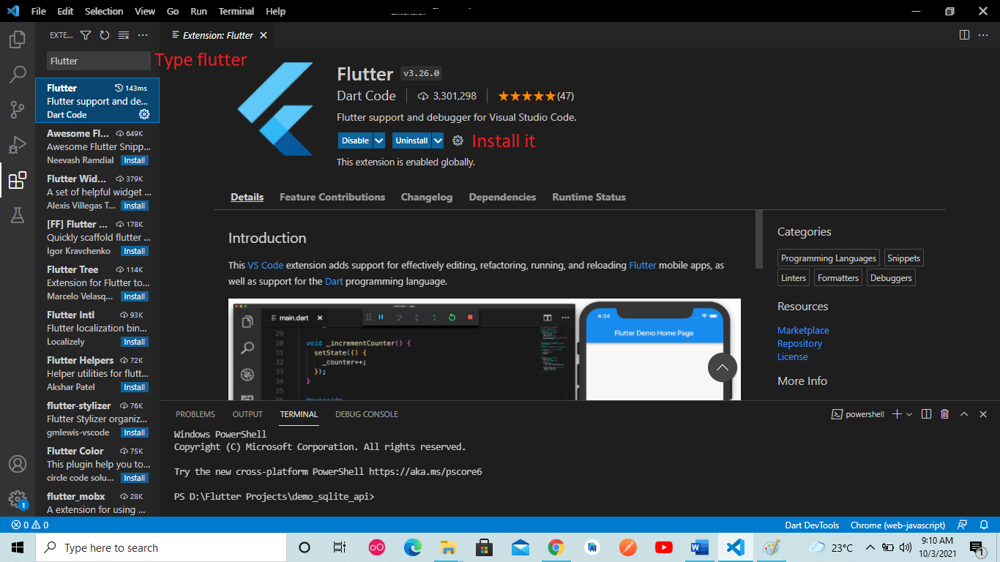 File Edit Selection View Go Run Terminal Help
EXTE...
Extension: Flutter
Flutter
Type flutter
Flutter 143ms
Flutter support and de...
Dart Code
Awesome Fl... 649K
Awesome Flutter Snipp...
Neevash Ramdial Install
Flutter Wid... 379K
A set of helpful widget ...
Alexis Villegas T... Install
[FF] Flutter ... 178K
Quickly scaffold flutter ...
Igor Kravchenko Install
Flutter Tree 114K
Extension for Flutter to...
Marcelo Velasq... Install
Flutter Intl 93K
Flutter localization bin...
Localizely Install
Flutter Helpers 72K
Helper utilities for flutt...
Akshar Patel Install
flutter-stylizer 76K
Flutter Stylizer organiz...
gmlewis-vscode Install
Flutter Color 75K
This plugin help you to...
circle code solu... Install
flutter_mobx 28K
A extension for using ...
1
Flutter v3.26.0
Dart Code 3,301,298 (47)
Flutter support and debugger for Visual Studio Code.
Disable Uninstall Install it
This extension is enabled globally.
Details Feature Contributions Changelog Dependencies Runtime Status
Introduction
This VS Code extension adds support for effectively editing, refactoring, running, and reloading Flutter mobile apps, as
well as support for the Dart programming language.
main.dart
29
30 void _incrementCounter() {
31 setState(() {
32 _counter++;
33 });
34 }
35
@override
4:34
Flutter Demo Home Page
Categories
Programming Languages Snippets
Linters Formatters Debuggers
Resources
Marketplace
Repository
License
More Info
PROBLEMS OUTPUT TERMINAL DEBUG CONSOLE
powershell
Windows PowerShell
Copyright (C) Microsoft Corporation. All rights reserved.
Try the new cross-platform PowerShell https://aka.ms/pscore6
PS D:\Flutter Projects\demo_sqlite_api>
0 0
Dart DevTools Chrome (web-javascript)
Type here to search
23°C
9:10 AM
10/3/2021
1